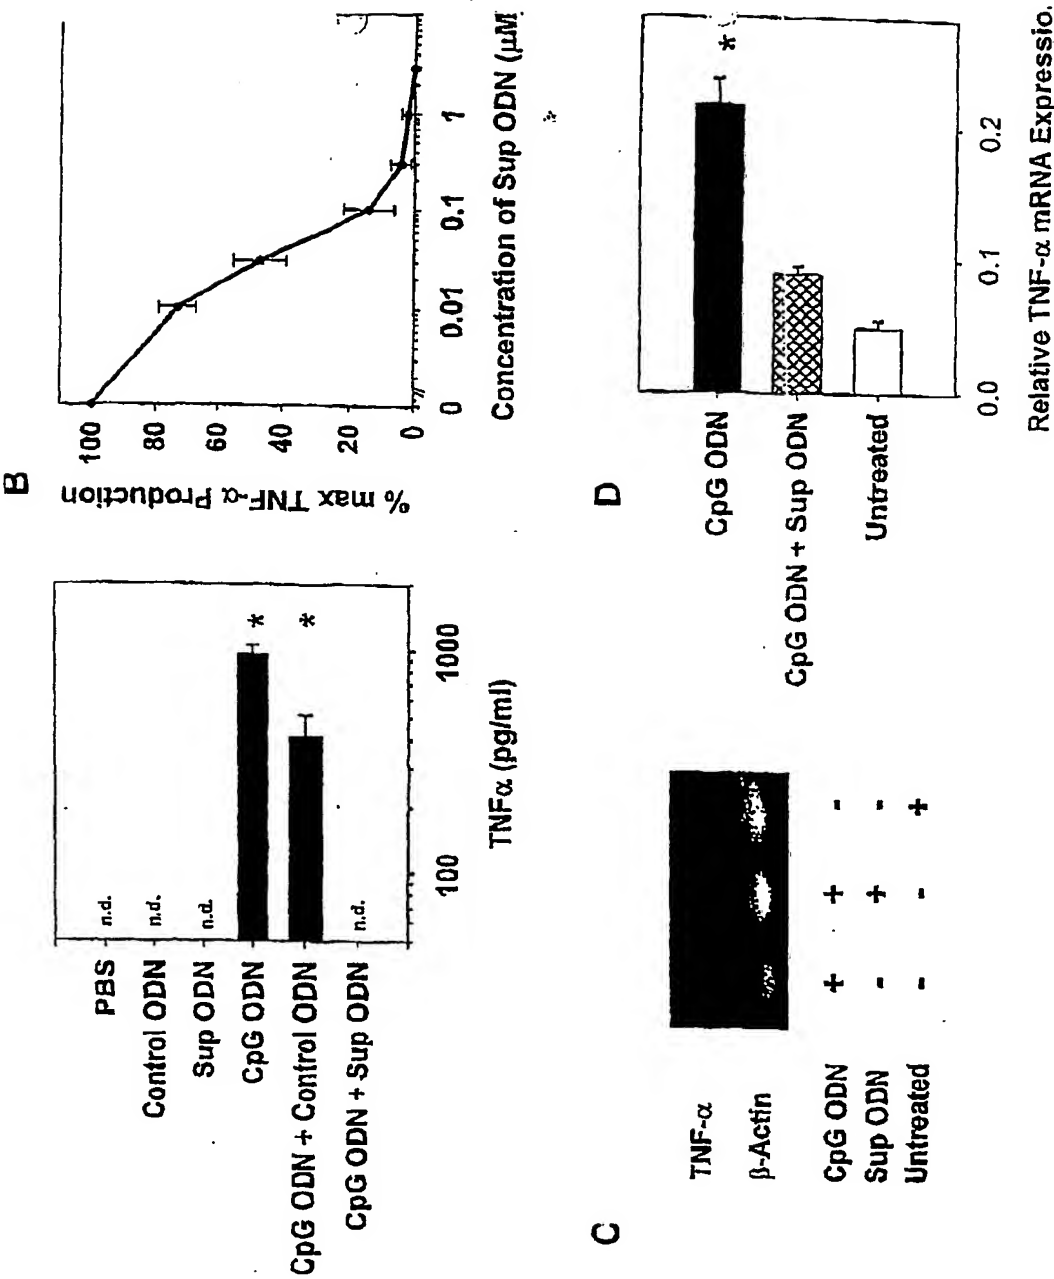 PBS
n.d.
Control ODN
n.d.
Sup ODN
n.d.
CpG ODN
*
CpG ODN + Control ODN
*
CpG ODN + Sup ODN
n.d.
100
1000
TNFα (pg/ml)
B
% max TNF-α Production
100
80
60
40
20
0
0
0.01
0.1
1
Concentration of Sup ODN (μM
C
TNF-α
β-Actin
CpG ODN + + -
Sup ODN - + -
Untreated - - +
D
CpG ODN
*
CpG ODN + Sup ODN
Untreated
0.0
0.1
0.2
Relative TNF-α mRNA Expressio